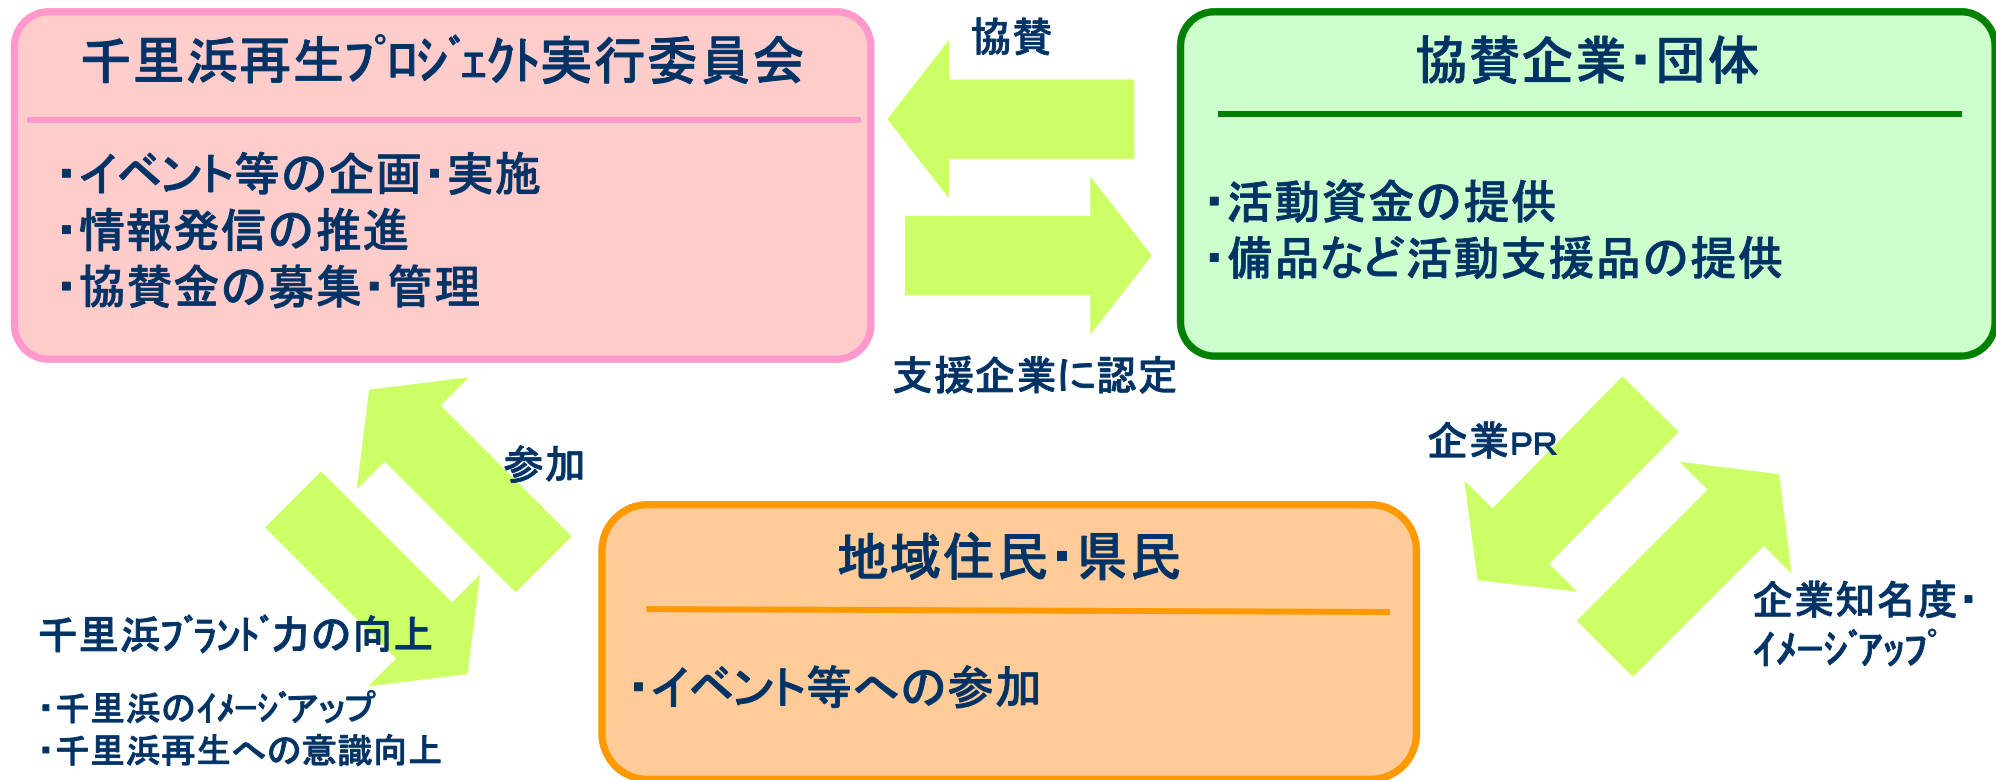 千里浜再生ﾌﾟﾛｼﾞｪｸﾄ実行委員会
・イベント等の企画・実施
・情報発信の推進
・協賛金の募集・管理
協賛
支援企業に認定
協賛企業・団体
・活動資金の提供
・備品など活動支援品の提供
参加
企業PR
千里浜ﾌﾞﾗﾝﾄﾞ力の向上
・千里浜のｲﾒｰｼﾞｱｯﾌﾟ
・千里浜再生への意識向上
地域住民・県民
・イベント等への参加
企業知名度・
ｲﾒｰｼﾞｱｯﾌﾟ